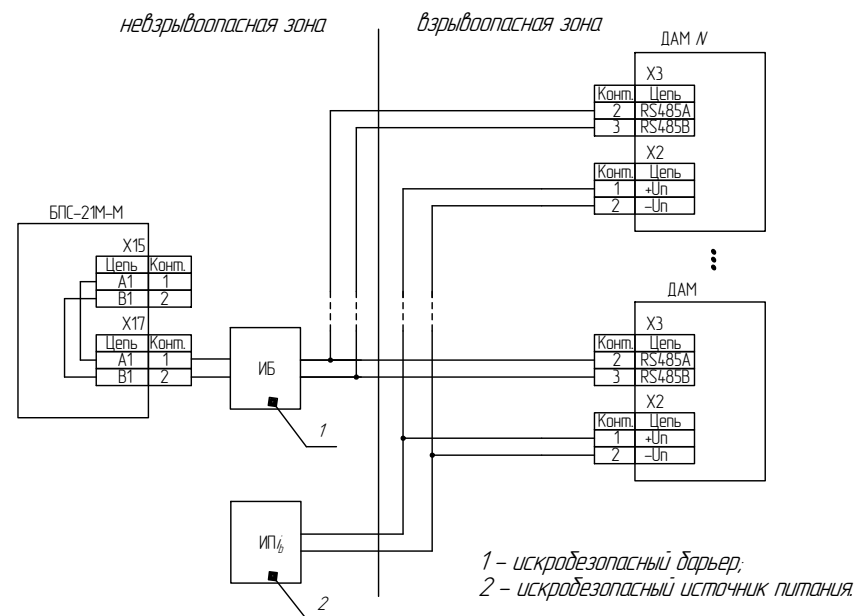 невзрывоопасная зона
взрывоопасная зона
ДАМ N
X3
Конт. Цепь
2 RS485A
3 RS485B
X2
Конт. Цепь
1 +Uп
2 –Uп
БПС–21М–М
X15
Цепь Конт.
A1 1
B1 2
X17
Цепь Конт.
A1 1
B1 2
ИБ
1
ДАМ
X3
Конт. Цепь
2 RS485A
3 RS485B
X2
Конт. Цепь
1 +Uп
2 –Uп
ИП ib
2
1 – искробезопасный барьер;
2 – искробезопасный источник питания.